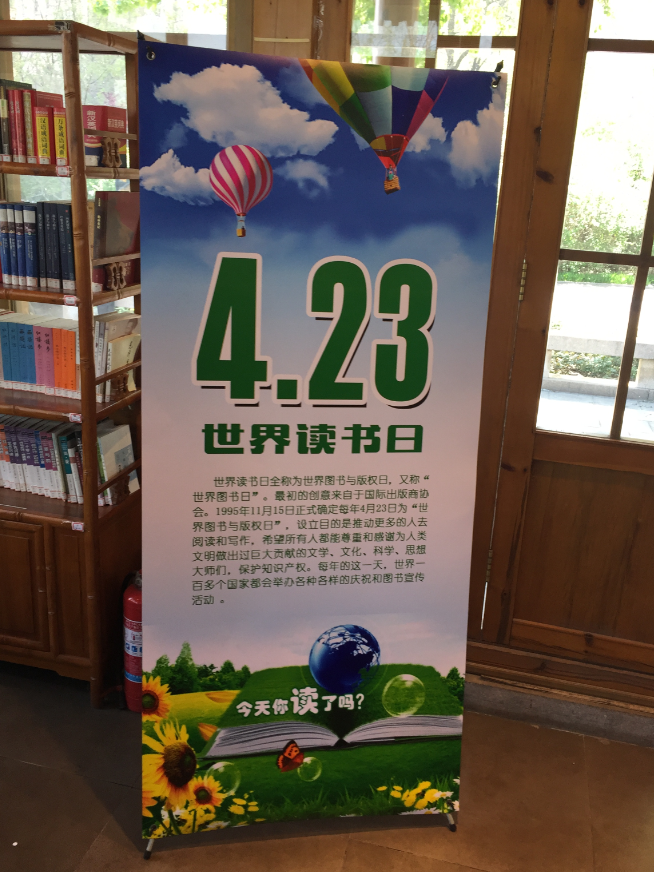 4.23
世界读书日
世界读书日全称为世界图书与版权日，又称“
世界图书日”。最初的创意来自于国际出版商协
会。1995年11月15日正式确定每年4月23日为“世
界图书与版权日”，设立目的是推动更多的人去
阅读和写作，希望所有人都能尊重和感谢为人类
文明做出过巨大贡献的文学、文化、科学、思想
大师们，保护知识产权。每年的这一天，世界一
百多个国家都会举办各种各样的庆祝和图书宣传
活动 。
今天你读了吗？